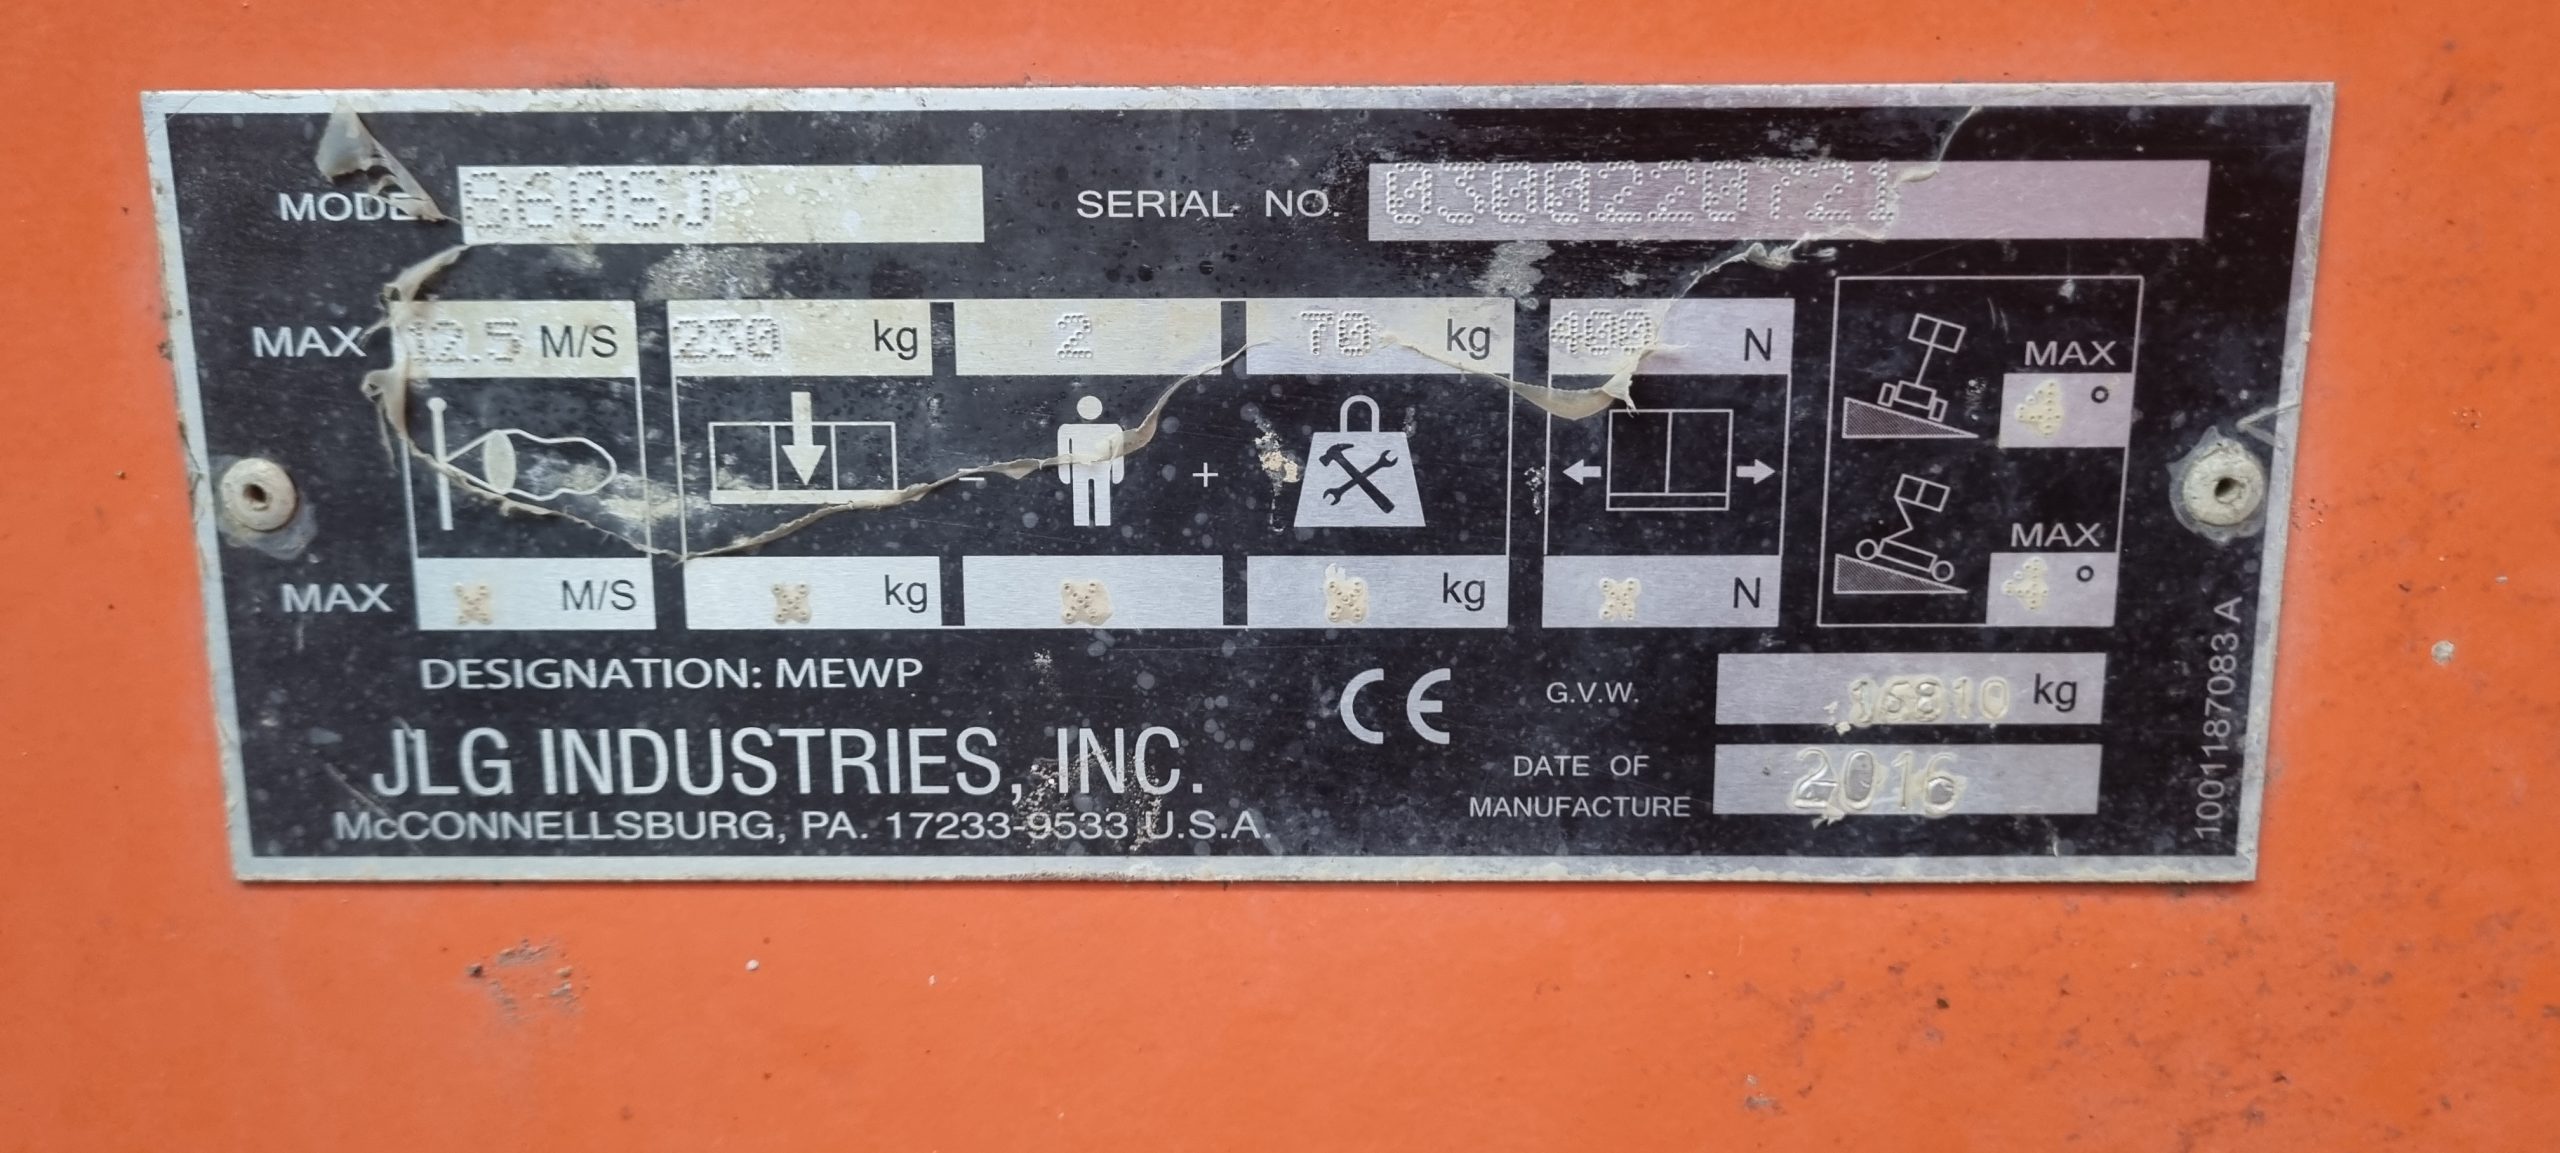 MODEL 860SJ SERIAL NO. 0300220721
MAX 12.5 M/S 230 kg 2 70 kg 400 N
MAX
4 °
- +
MAX
4 °
MAX X M/S X kg X X kg X N
DESIGNATION: MEWP
CE
G.V.W. 16810 kg
JLG INDUSTRIES, INC.
McCONNELLSBURG, PA. 17233-9533 U.S.A.
DATE OF
MANUFACTURE 2016
1001187083 A